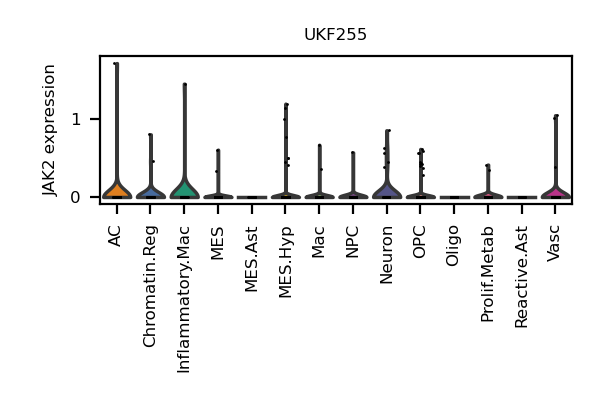 UKF255
JAK2 expression
1
0
AC
Chromatin.Reg
Inflammatory.Mac
MES
MES.Ast
MES.Hyp
Mac
NPC
Neuron
OPC
Oligo
Prolif.Metab
Reactive.Ast
Vasc